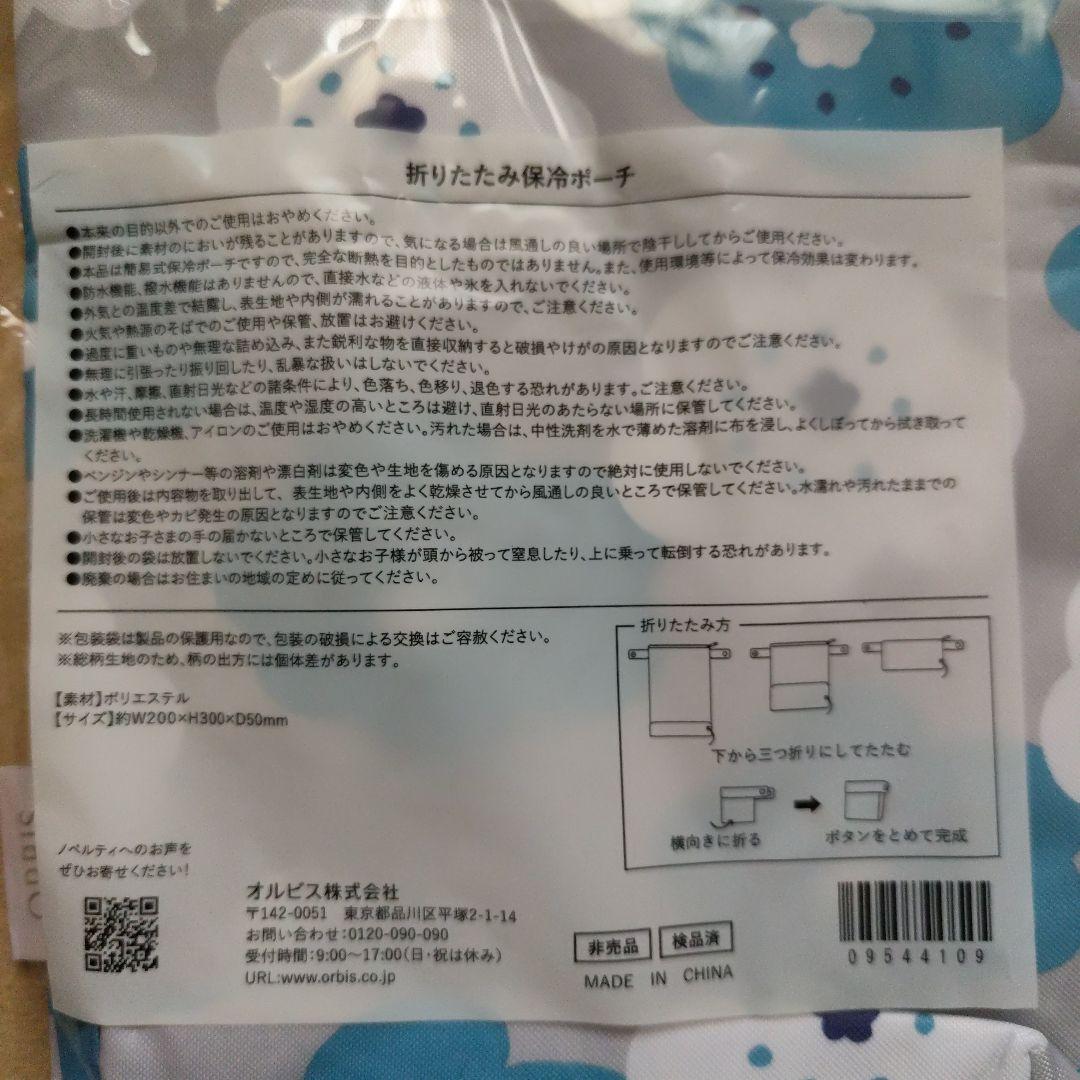 折りたたみ保冷ポーチ
●本来の目的以外でのご使用はおやめください。
●開封後に素材のにおいが残ることがありますので、気になる場合は風通しの良い場所で陰干ししてからご使用ください。
●本品は簡易式保冷ポーチですので、完全な断熱を目的としたものではありません。また、使用環境等によって保冷効果は変わります。
●防水機能、撥水機能はありませんので、直接水などの液体や氷を入れないでください。
●外気との温度差で結露し、表生地や内側が濡れることがありますので、ご注意ください。
●火気や熱源のそばでのご使用や保管、放置はお避けください。
●過度に重いものや無理な詰め込み、また鋭利な物を直接収納すると破損やけがの原因となりますのでご注意ください。
●無理に引張ったり振り回したり、乱暴な扱いはしないでください。
●水や汗、摩擦、直射日光などの諸条件により、色落ち、色移り、退色する恐れがあります。ご注意ください。
●長時間使用されない場合は、温度や湿度の高いところは避け、直射日光のあたらない場所に保管してください。
●洗濯機や乾燥機、アイロンのご使用はおやめください。汚れた場合は、中性洗剤を水で薄めた溶剤に布を浸し、よくしぼってから拭き取って
ください。
●ベンジンやシンナー等の溶剤や漂白剤は変色や生地を傷める原因となりますので絶対に使用しないでください。
●ご使用後は内容物を取り出して、表生地や内側をよく乾燥させてから風通しの良いところで保管してください。水濡れや汚れたままでの
保管は変色やカビ発生の原因となりますのでご注意ください。
●小さなお子さまの手の届かないところで保管してください。
●開封後の袋は放置しないでください。小さなお子様が頭から被って窒息したり、上に乗って転倒する恐れがあります。
●廃棄の場合はお住まいの地域の定めに従ってください。
※包装袋は製品の保護用なので、包装の破損による交換はご容赦ください。
※総柄生地のため、柄の出方には個体差があります。
【素材】ポリエステル
【サイズ】約W200×H300×D50mm
折りたたみ方
下から三つ折りにしてたたむ
横向きに折る
ボタンをとめて完成
ノベルティへのお声を
ぜひお寄せください!
オルビス株式会社
〒142-0051 東京都品川区平塚2-1-14
お問い合わせ:0120-090-090
受付時間:9:00〜17:00(日・祝は休み)
URL:www.orbis.co.jp
非売品 検品済
MADE IN CHINA
09544109
ORBIS